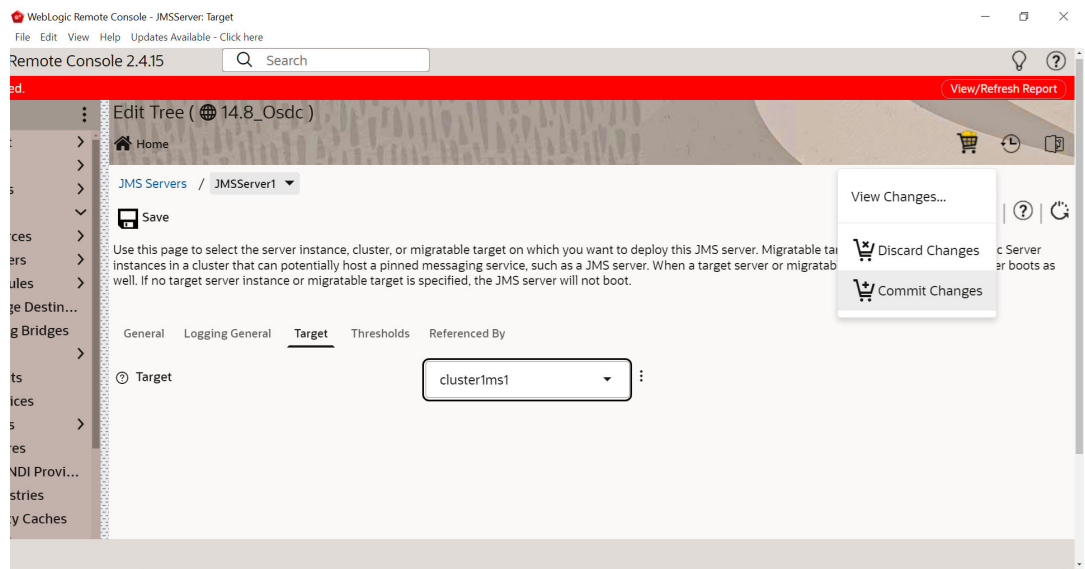 WebLogic Remote Console - JMSServer: Target
File Edit View Help Updates Available - Click here
Remote Console 2.4.15
Search
ed.
View/Refresh Report
Edit Tree ( 14.8_Osdc )
Home
JMS Servers / JMSServer1
Save
View Changes...
Discard Changes
Commit Changes
Use this page to select the server instance, cluster, or migratable target on which you want to deploy this JMS server. Migratable tar c Server
instances in a cluster that can potentially host a pinned messaging service, such as a JMS server. When a target server or migratab er boots as
well. If no target server instance or migratable target is specified, the JMS server will not boot.
General Logging General Target Thresholds Referenced By
Target
cluster1ms1
s
rces
ers
ules
ge Destin...
g Bridges
ts
ices
s
res
NDI Provi...
stries
y Caches